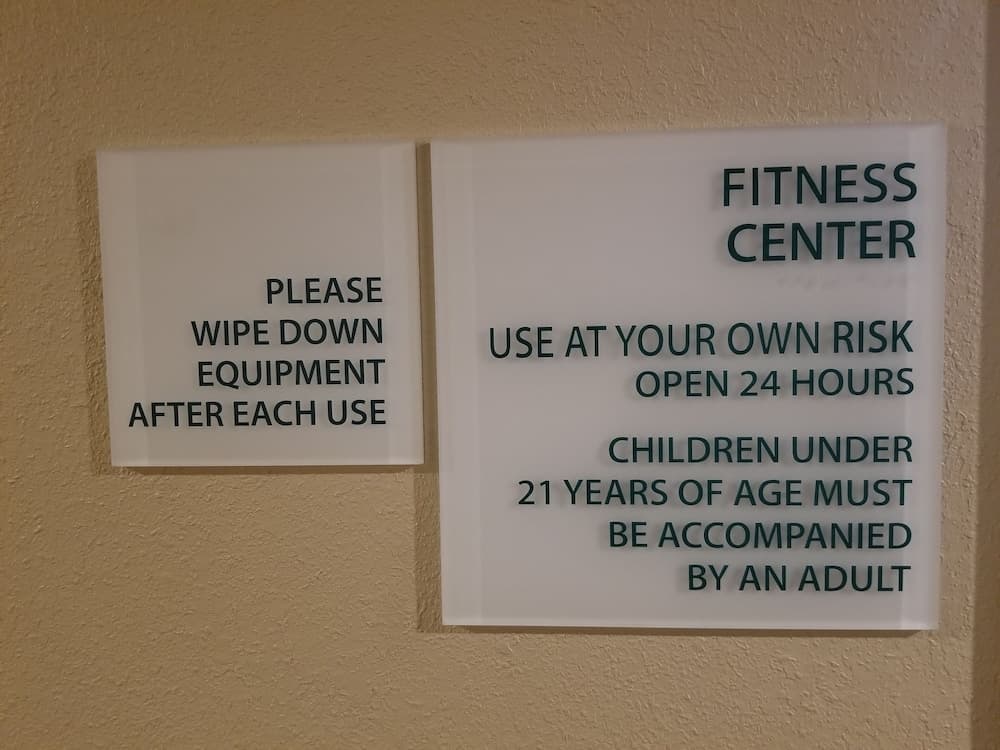 PLEASE
WIPE DOWN
EQUIPMENT
AFTER EACH USE
FITNESS
CENTER
USE AT YOUR OWN RISK
OPEN 24 HOURS
CHILDREN UNDER
21 YEARS OF AGE MUST
BE ACCOMPANIED
BY AN ADULT